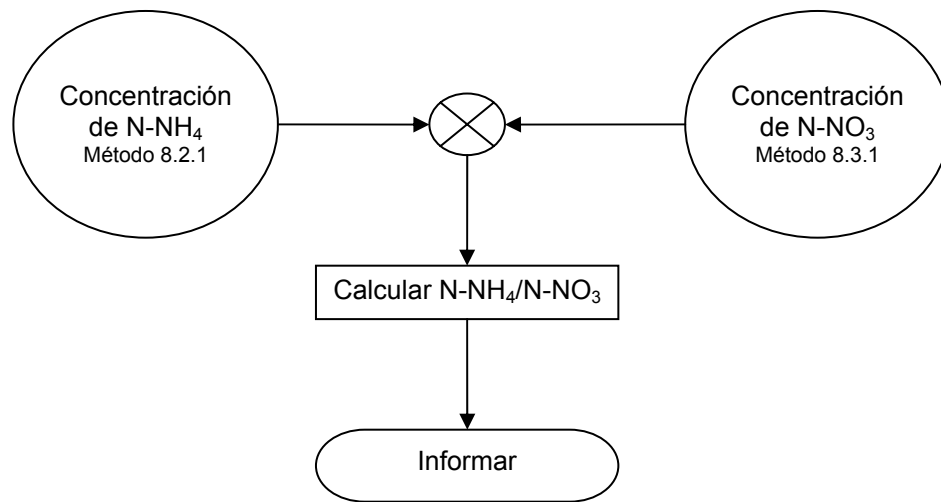 Concentración
de N-NH₄
Método 8.2.1
Concentración
de N-NO₃
Método 8.3.1
Calcular N-NH₄/N-NO₃
Informar